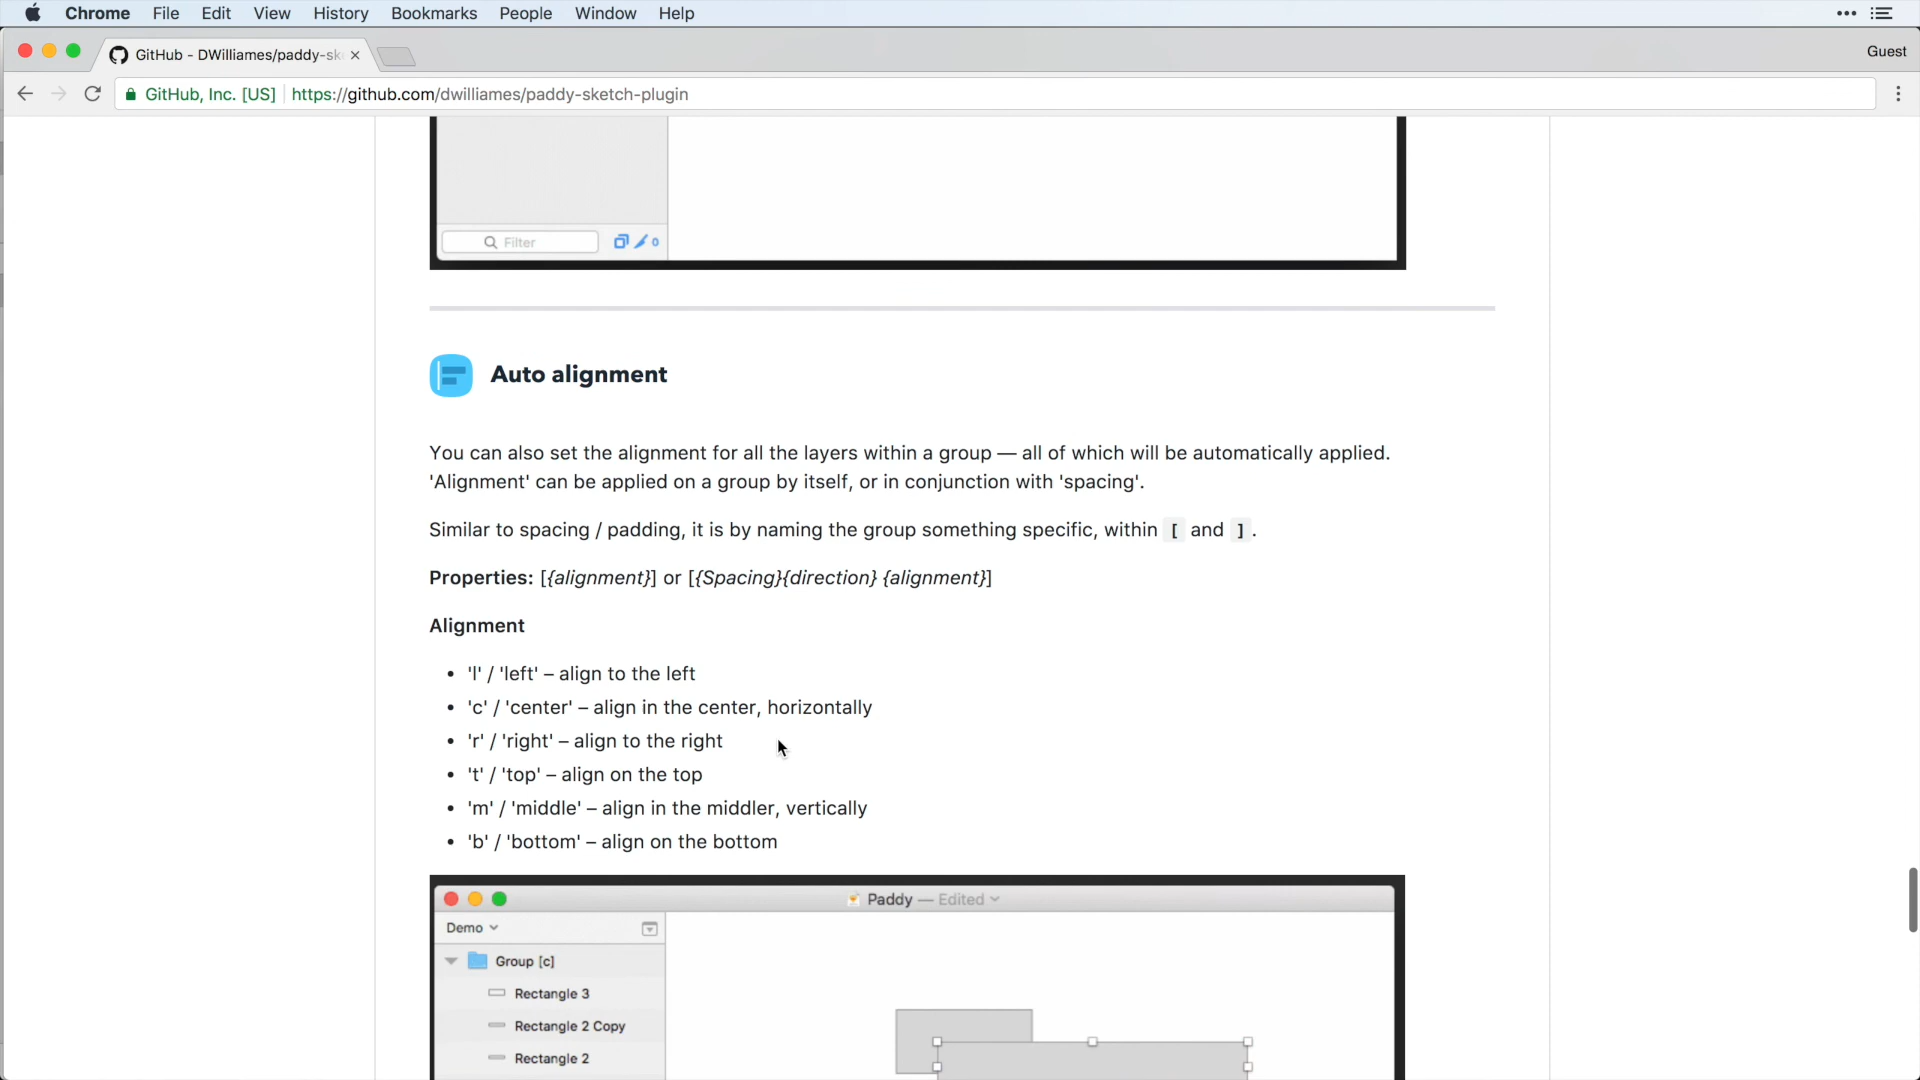 Chrome File Edit View History Bookmarks People Window Help
GitHub - DWilliames/paddy-sk
Guest
GitHub, Inc. [US] https://github.com/dwilliames/paddy-sketch-plugin
Filter 0
Auto alignment
You can also set the alignment for all the layers within a group — all of which will be automatically applied.
'Alignment' can be applied on a group by itself, or in conjunction with 'spacing'.
Similar to spacing / padding, it is by naming the group something specific, within [ and ].
Properties: [{alignment}] or [{Spacing}{direction} {alignment}]
Alignment
• 'l' / 'left' – align to the left
• 'c' / 'center' – align in the center, horizontally
• 'r' / 'right' – align to the right
• 't' / 'top' – align on the top
• 'm' / 'middle' – align in the middler, vertically
• 'b' / 'bottom' – align on the bottom
Paddy — Edited
Demo
Group [c]
Rectangle 3
Rectangle 2 Copy
Rectangle 2